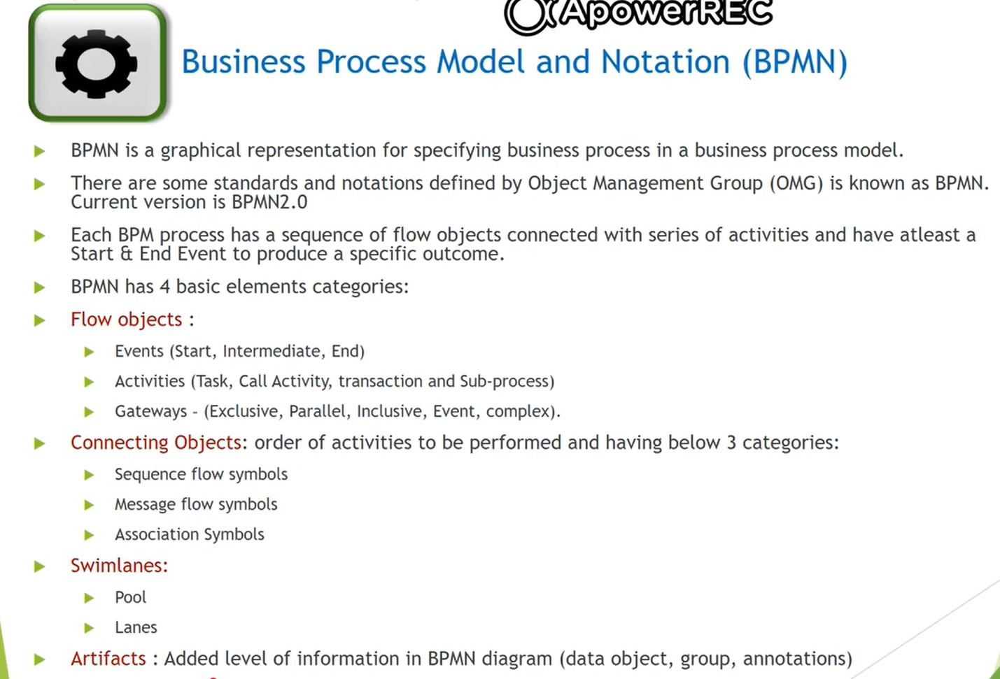 ApowerREC
Business Process Model and Notation (BPMN)
BPMN is a graphical representation for specifying business process in a business process model.
There are some standards and notations defined by Object Management Group (OMG) is known as BPMN.
Current version is BPMN2.0
Each BPM process has a sequence of flow objects connected with series of activities and have atleast a
Start & End Event to produce a specific outcome.
BPMN has 4 basic elements categories:
Flow objects :
Events (Start, Intermediate, End)
Activities (Task, Call Activity, transaction and Sub-process)
Gateways - (Exclusive, Parallel, Inclusive, Event, complex).
Connecting Objects: order of activities to be performed and having below 3 categories:
Sequence flow symbols
Message flow symbols
Association Symbols
Swimlanes:
Pool
Lanes
Artifacts : Added level of information in BPMN diagram (data object, group, annotations)